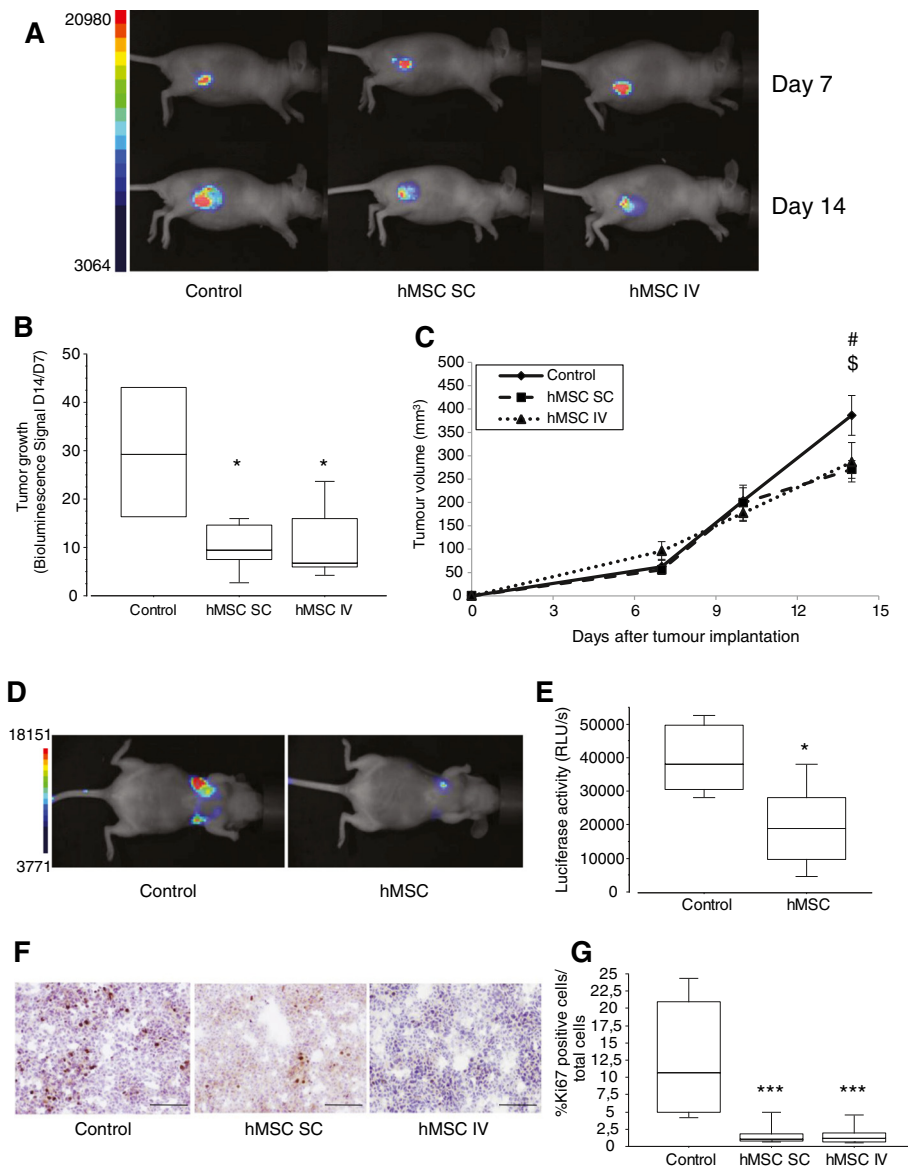 A
20980
3064
Day 7
Day 14
Control
hMSC SC
hMSC IV
B
Tumor growth
(Bioluminescence Signal D14/D7)
50
40
30
20
10
0
*
*
Control
hMSC SC
hMSC IV
C
Tumour volume (mm³)
500
450
400
350
300
250
200
150
100
50
0
Control
hMSC SC
hMSC IV
#
$
0
3
6
9
12
15
Days after tumour implantation
D
18151
3771
Control
hMSC
E
Luciferase activity (RLU/s)
50000
40000
30000
20000
10000
0
*
Control
hMSC
F
Control
hMSC SC
hMSC IV
G
%Ki67 positive cells/
total cells
25
22,5
20
17,5
15
12,5
10
7,5
5
2,5
0
***
***
Control
hMSC SC
hMSC IV